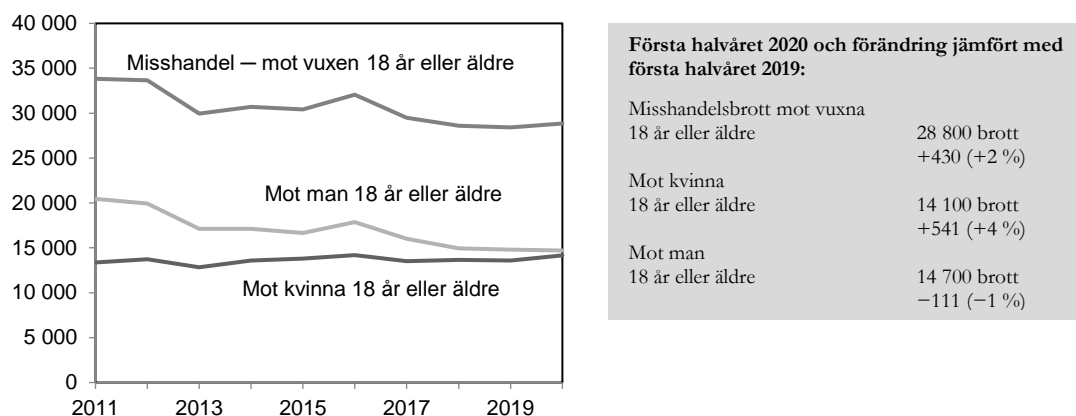 40 000
35 000
30 000
25 000
20 000
15 000
10 000
5 000
0
Misshandel — mot vuxen 18 år eller äldre
Mot man 18 år eller äldre
Mot kvinna 18 år eller äldre
2011 2013 2015 2017 2019
Första halvåret 2020 och förändring jämfört med
första halvåret 2019:
Misshandelsbrott mot vuxna
18 år eller äldre 28 800 brott
+430 (+2 %)
Mot kvinna
18 år eller äldre 14 100 brott
+541 (+4 %)
Mot man
18 år eller äldre 14 700 brott
−111 (−1 %)